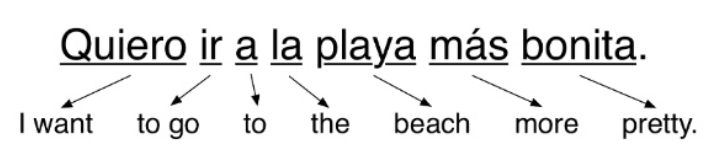 Quiero ir a la playa más bonita.
I want to go to the beach more pretty.